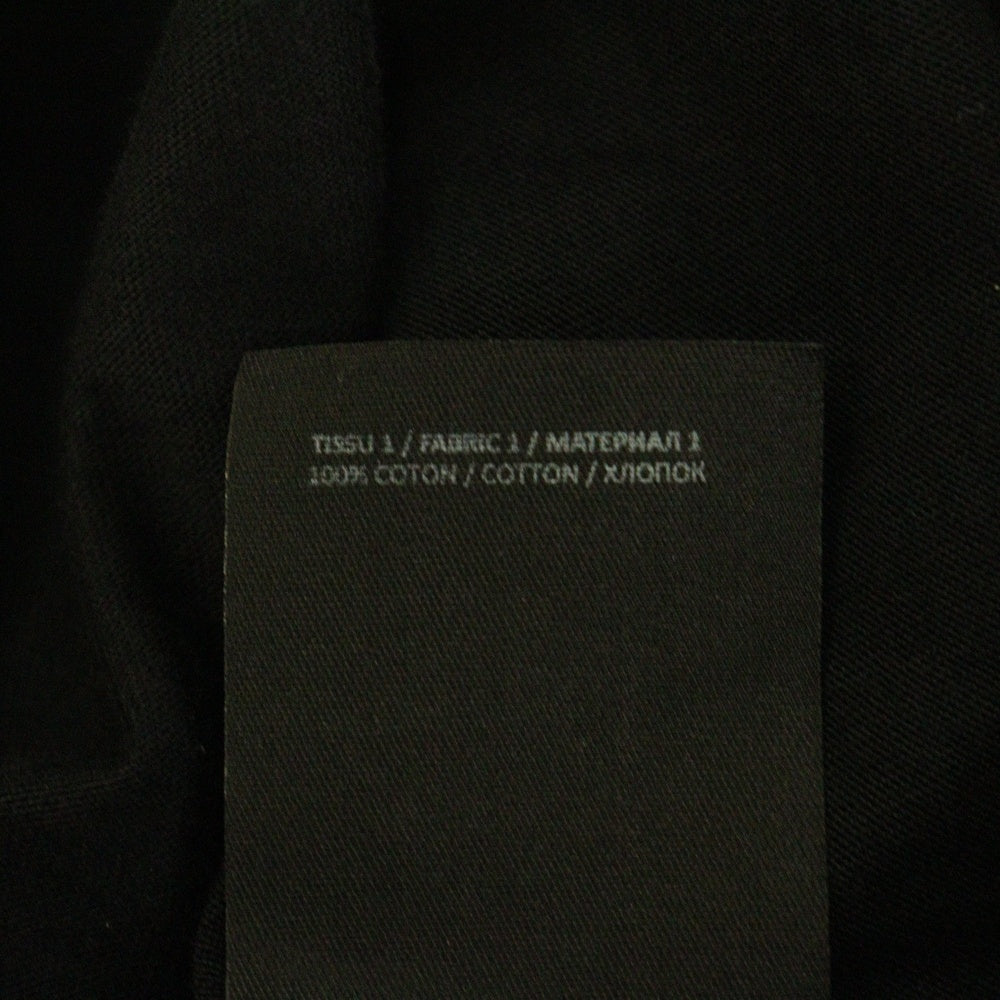 TISSU 1 / FABRIC 1 / МАТЕРИАЛ 1
100% COTON / COTTON / ХЛОПОК